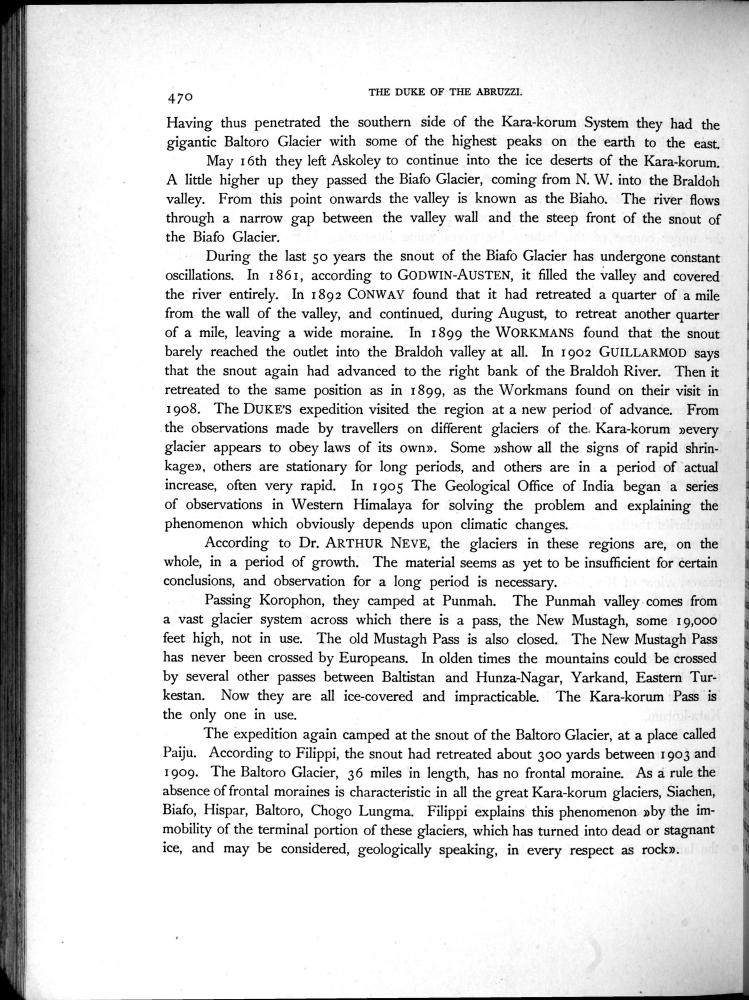 470
THE DUKE OF THE ABRUZZI.
Having thus penetrated the southern side of the Kara-korum System they had the
gigantic Baltoro Glacier with some of the highest peaks on the earth to the east.
May 16th they left Askoley to continue into the ice deserts of the Kara-korum.
A little higher up they passed the Biafo Glacier, coming from N. W. into the Braldoh
valley. From this point onwards the valley is known as the Biaho. The river flows
through a narrow gap between the valley wall and the steep front of the snout of
the Biafo Glacier.
During the last 50 years the snout of the Biafo Glacier has undergone constant
oscillations. In 1861, according to GODWIN-AUSTEN, it filled the valley and covered
the river entirely. In 1892 CONWAY found that it had retreated a quarter of a mile
from the wall of the valley, and continued, during August, to retreat another quarter
of a mile, leaving a wide moraine. In 1899 the WORKMANS found that the snout
barely reached the outlet into the Braldoh valley at all. In 1902 GUILLARMOD says
that the snout again had advanced to the right bank of the Braldoh River. Then it
retreated to the same position as in 1899, as the Workmans found on their visit in
1908. The DUKE'S expedition visited the region at a new period of advance. From
the observations made by travellers on different glaciers of the Kara-korum »every
glacier appears to obey laws of its own». Some »show all the signs of rapid shrin-
kage», others are stationary for long periods, and others are in a period of actual
increase, often very rapid. In 1905 The Geological Office of India began a series
of observations in Western Himalaya for solving the problem and explaining the
phenomenon which obviously depends upon climatic changes.
According to Dr. ARTHUR NEVE, the glaciers in these regions are, on the
whole, in a period of growth. The material seems as yet to be insufficient for certain
conclusions, and observation for a long period is necessary.
Passing Korophon, they camped at Punmah. The Punmah valley comes from
a vast glacier system across which there is a pass, the New Mustagh, some 19,000
feet high, not in use. The old Mustagh Pass is also closed. The New Mustagh Pass
has never been crossed by Europeans. In olden times the mountains could be crossed
by several other passes between Baltistan and Hunza-Nagar, Yarkand, Eastern Tur-
kestan. Now they are all ice-covered and impracticable. The Kara-korum Pass is
the only one in use.
The expedition again camped at the snout of the Baltoro Glacier, at a place called
Paiju. According to Filippi, the snout had retreated about 300 yards between 1903 and
1909. The Baltoro Glacier, 36 miles in length, has no frontal moraine. As a rule the
absence of frontal moraines is characteristic in all the great Kara-korum glaciers, Siachen,
Biafo, Hispar, Baltoro, Chogo Lungma. Filippi explains this phenomenon »by the im-
mobility of the terminal portion of these glaciers, which has turned into dead or stagnant
ice, and may be considered, geologically speaking, in every respect as rock».